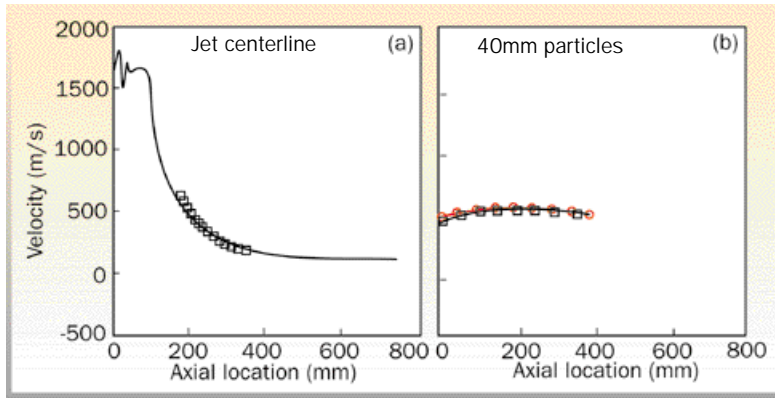 Jet centerline
(a)
2000
1500
1000
500
0
-500
Velocity (m/s)
0 200 400 600 800
Axial location (mm)
40mm particles
(b)
0 200 400 600 800
Axial location (mm)